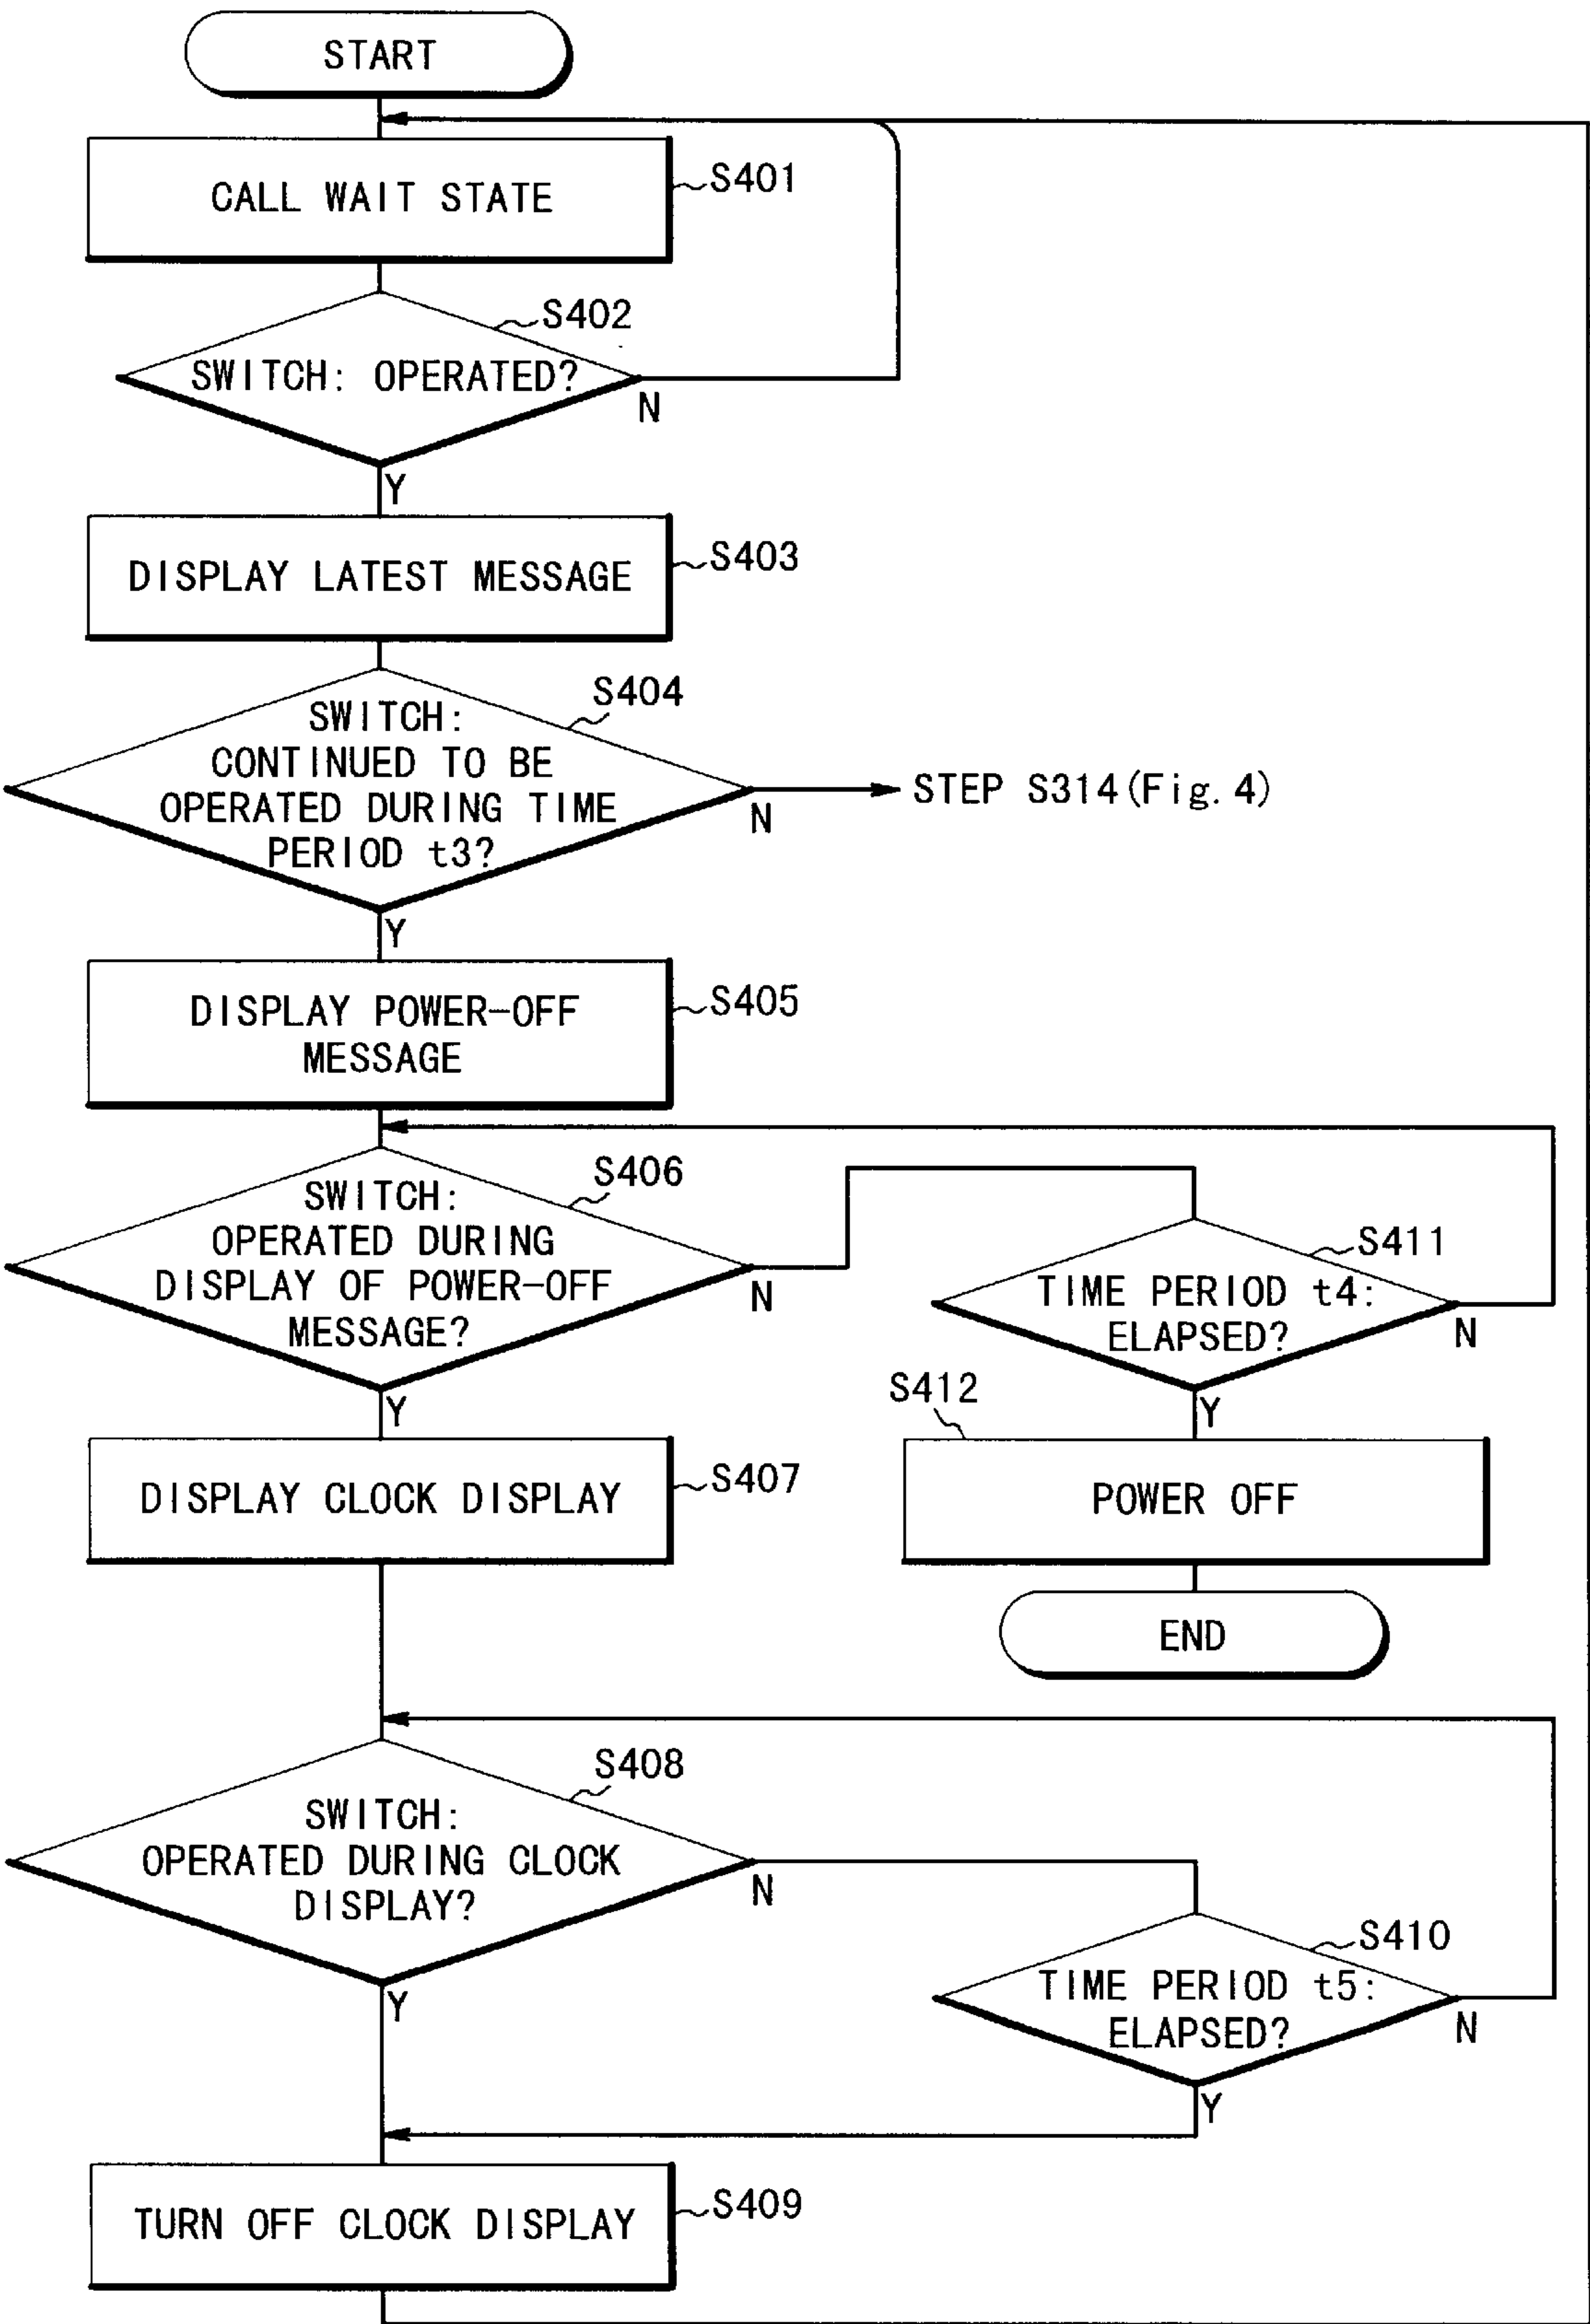 START
CALL WAIT STATE
S401
S402
SWITCH: OPERATED?
N
Y
DISPLAY LATEST MESSAGE
S403
S404
SWITCH:
CONTINUED TO BE
OPERATED DURING TIME
PERIOD t3?
N
STEP S314(Fig. 4)
Y
DISPLAY POWER-OFF
MESSAGE
S405
S406
SWITCH:
OPERATED DURING
DISPLAY OF POWER-OFF
MESSAGE?
N
Y
S411
TIME PERIOD t4:
ELAPSED?
N
Y
S412
POWER OFF
END
DISPLAY CLOCK DISPLAY
S407
S408
SWITCH:
OPERATED DURING CLOCK
DISPLAY?
N
Y
S410
TIME PERIOD t5:
ELAPSED?
N
Y
TURN OFF CLOCK DISPLAY
S409